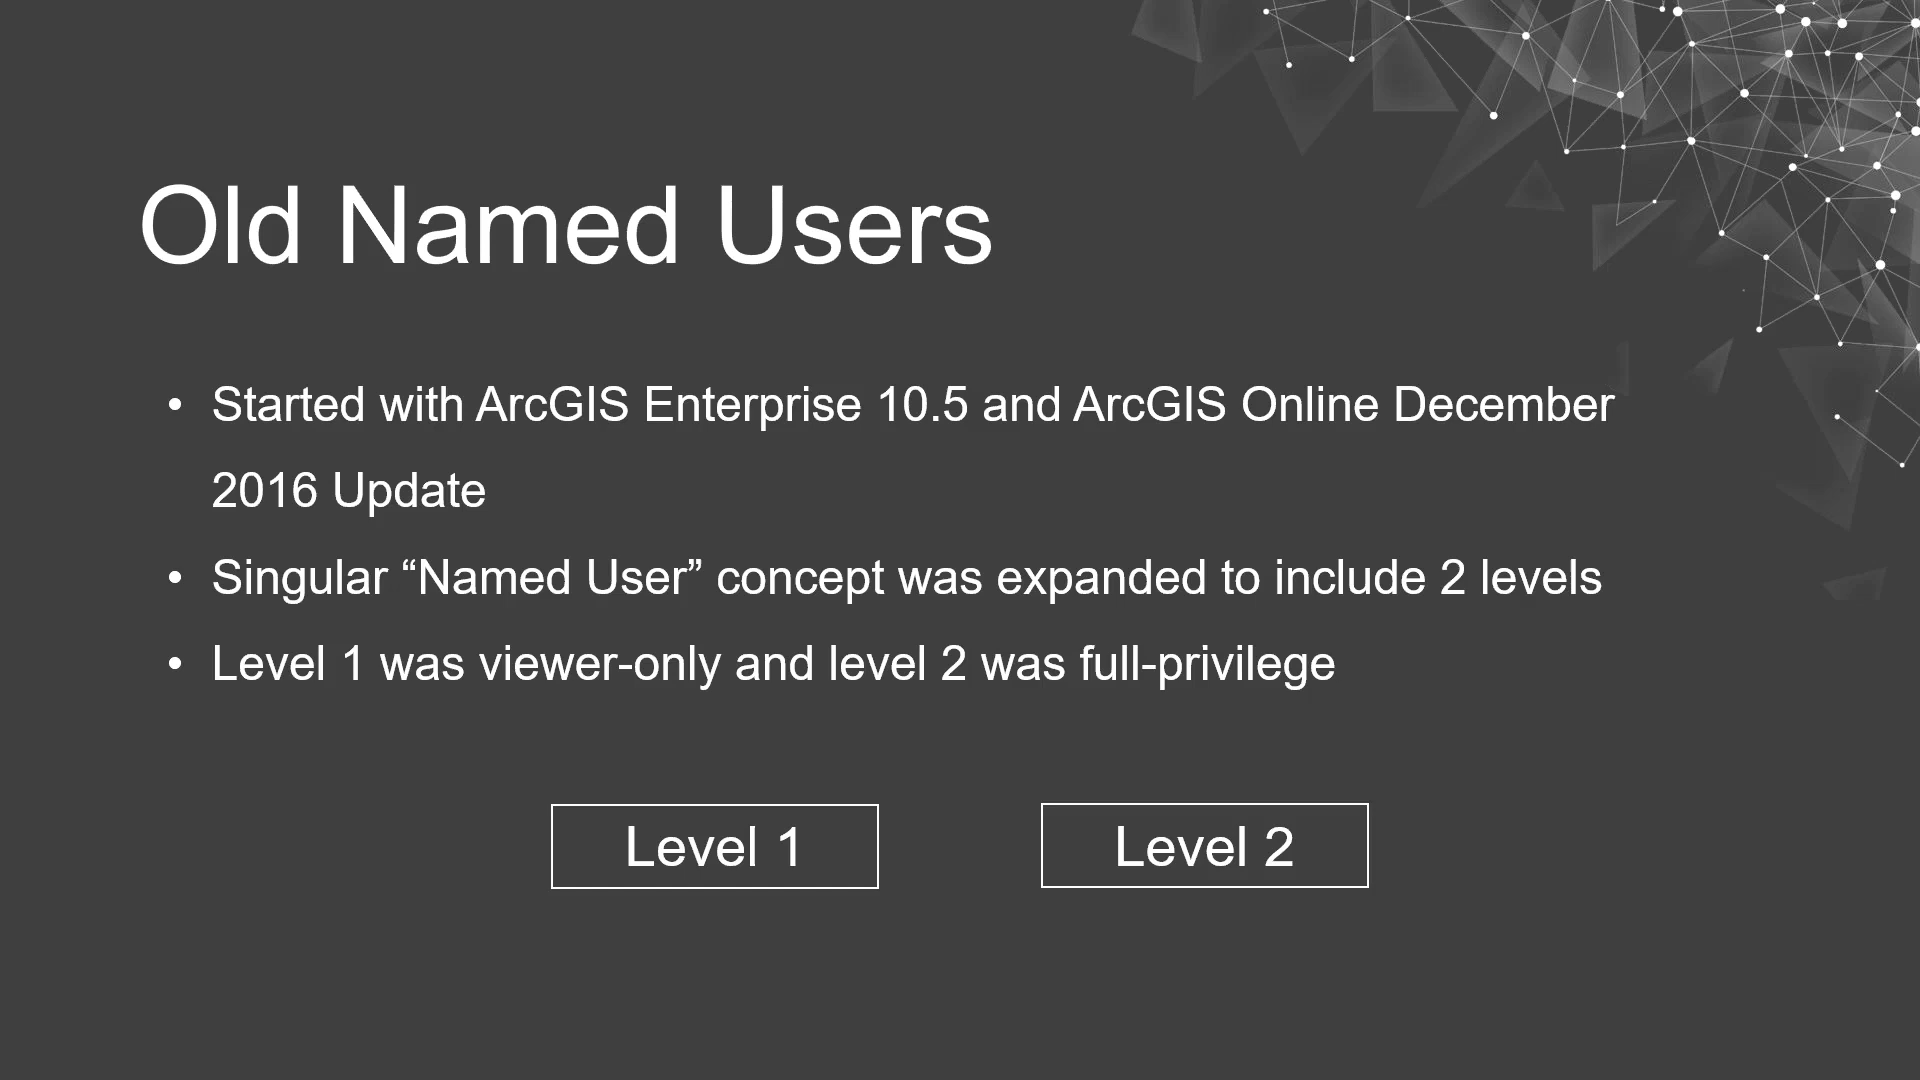 Old Named Users
• Started with ArcGIS Enterprise 10.5 and ArcGIS Online December
2016 Update
• Singular “Named User” concept was expanded to include 2 levels
• Level 1 was viewer-only and level 2 was full-privilege
Level 1
Level 2